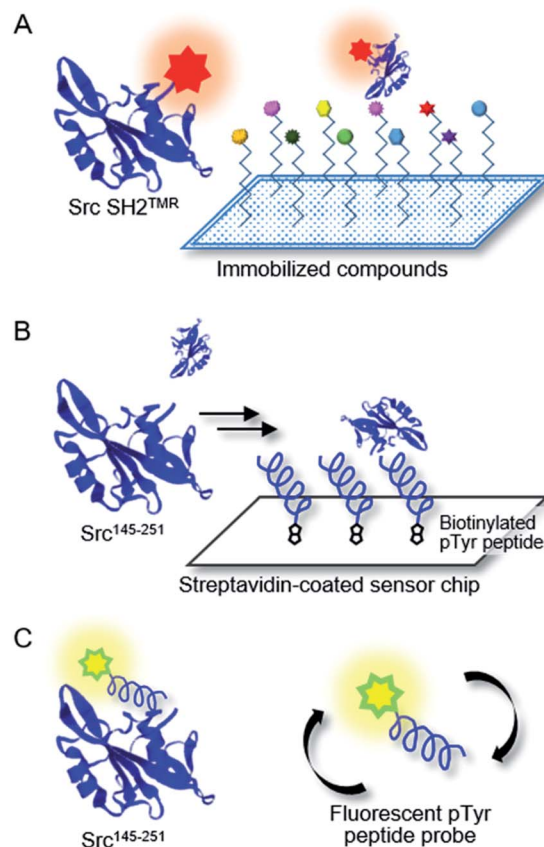 A
Src SH2ᵀᴹᴿ
Immobilized compounds
B
Src¹⁴⁵⁻²⁵¹
Biotinylated
pTyr peptide
Streptavidin-coated sensor chip
C
Src¹⁴⁵⁻²⁵¹
Fluorescent pTyr
peptide probe